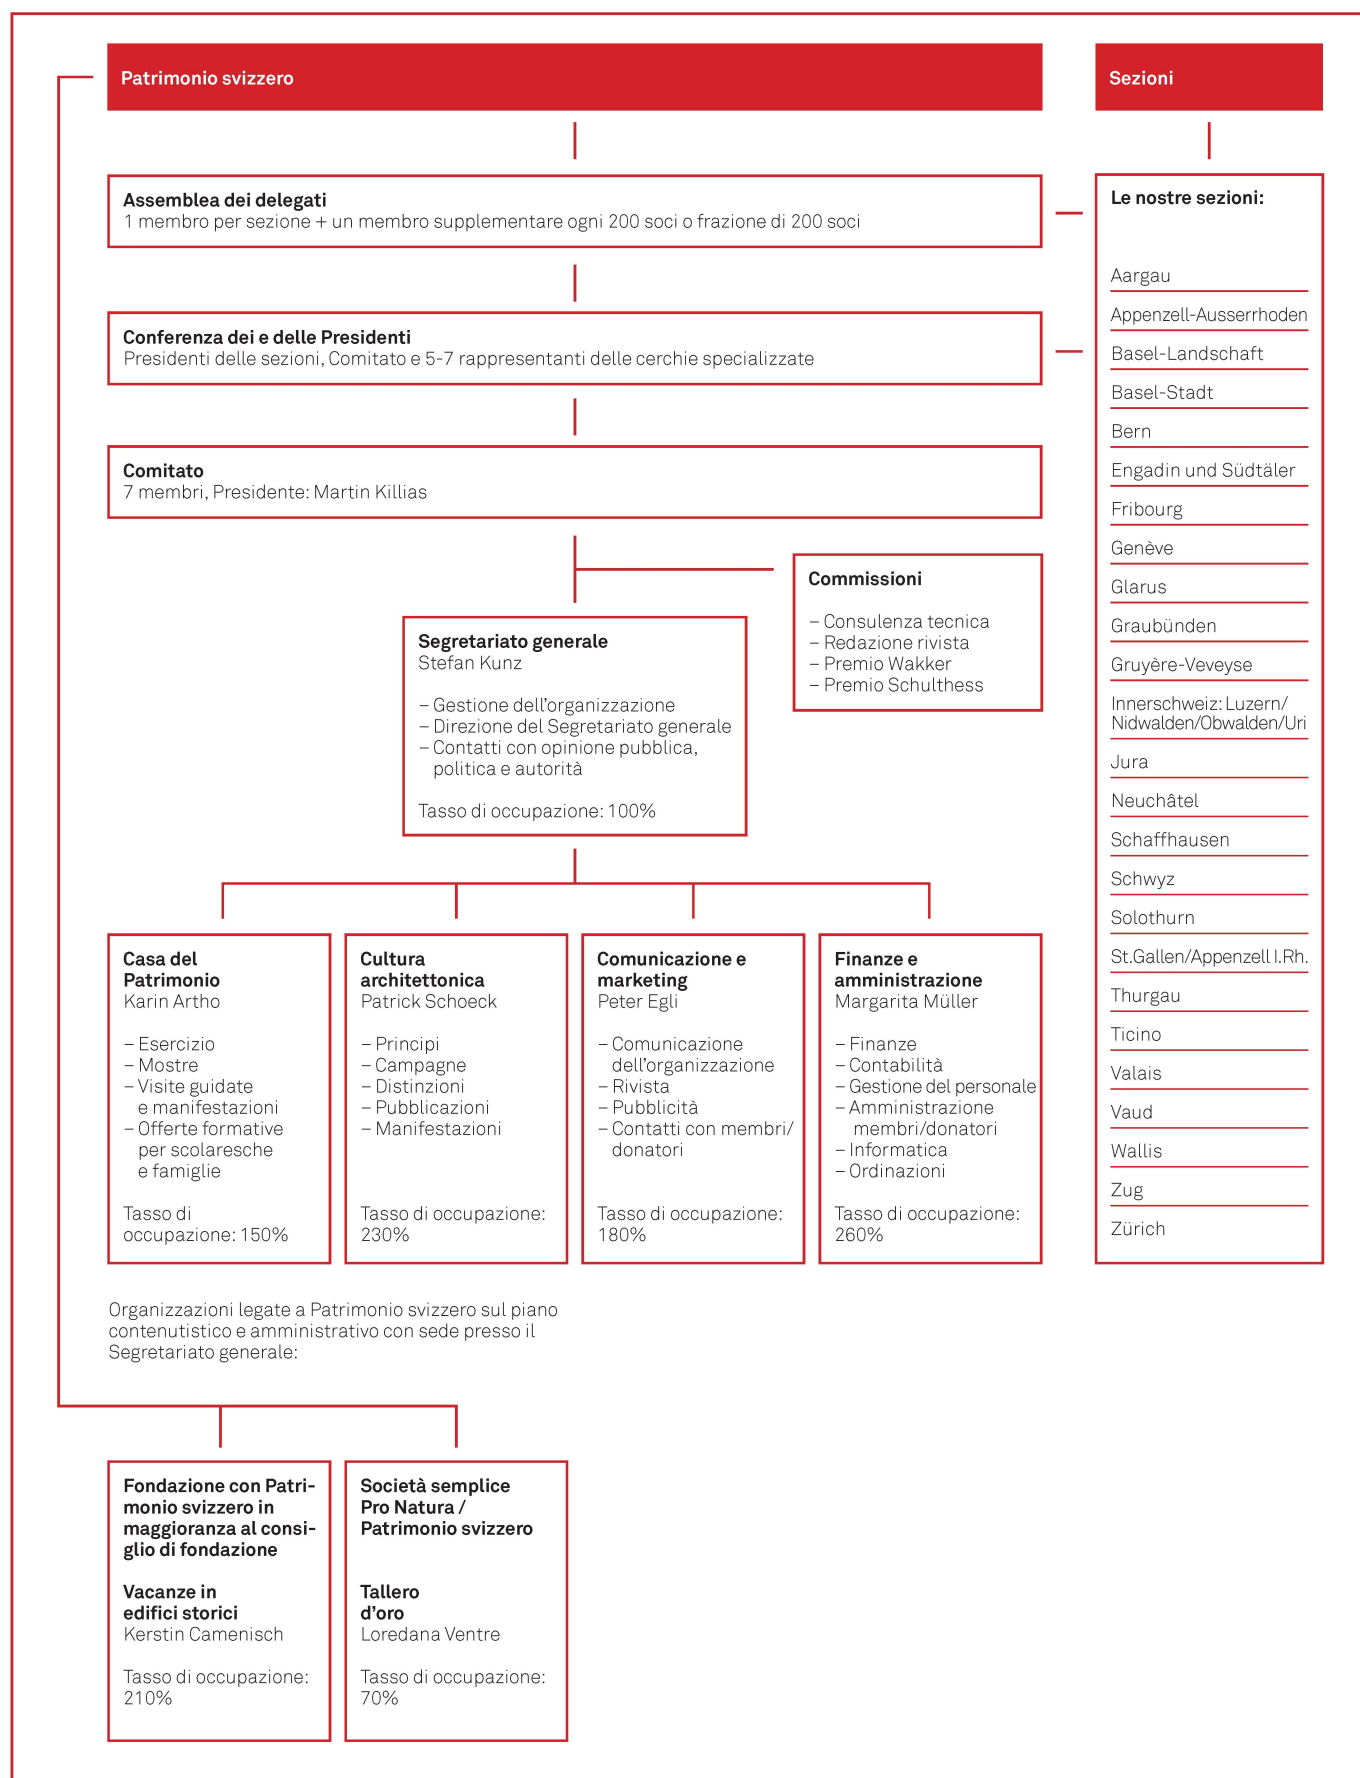 Patrimonio svizzero
Sezioni
Assemblea dei delegati
1 membro per sezione + un membro supplementare ogni 200 soci o frazione di 200 soci
Conferenza dei e delle Presidenti
Presidenti delle sezioni, Comitato e 5-7 rappresentanti delle cerchie specializzate
Comitato
7 membri, Presidente: Martin Killias
Commissioni
– Consulenza tecnica
– Redazione rivista
– Premio Wakker
– Premio Schulthess
Segretariato generale
Stefan Kunz
– Gestione dell'organizzazione
– Direzione del Segretariato generale
– Contatti con opinione pubblica,
politica e autorità
Tasso di occupazione: 100%
Casa del
Patrimonio
Karin Artho
– Esercizio
– Mostre
– Visite guidate
e manifestazioni
– Offerte formative
per scolaresche
e famiglie
Tasso di
occupazione: 150%
Cultura
architettonica
Patrick Schoeck
– Principi
– Campagne
– Distinzioni
– Pubblicazioni
– Manifestazioni
Tasso di occupazione:
230%
Comunicazione e
marketing
Peter Egli
– Comunicazione
dell'organizzazione
– Rivista
– Pubblicità
– Contatti con membri/
donatori
Tasso di occupazione:
180%
Finanze e
amministrazione
Margarita Müller
– Finanze
– Contabilità
– Gestione del personale
– Amministrazione
membri/donatori
– Informatica
– Ordinazioni
Tasso di occupazione:
260%
Le nostre sezioni:
Aargau
Appenzell-Ausserrhoden
Basel-Landschaft
Basel-Stadt
Bern
Engadin und Südtäler
Fribourg
Genève
Glarus
Graubünden
Gruyère-Veveyse
Innerschweiz: Luzern/
Nidwalden/Obwalden/Uri
Jura
Neuchâtel
Schaffhausen
Schwyz
Solothurn
St.Gallen/Appenzell I.Rh.
Thurgau
Ticino
Valais
Vaud
Wallis
Zug
Zürich
Organizzazioni legate a Patrimonio svizzero sul piano
contenutistico e amministrativo con sede presso il
Segretariato generale:
Fondazione con Patri-
monio svizzero in
maggioranza al consi-
glio di fondazione
Vacanze in
edifici storici
Kerstin Camenisch
Tasso di occupazione:
210%
Società semplice
Pro Natura /
Patrimonio svizzero
Tallero
d'oro
Loredana Ventre
Tasso di occupazione:
70%